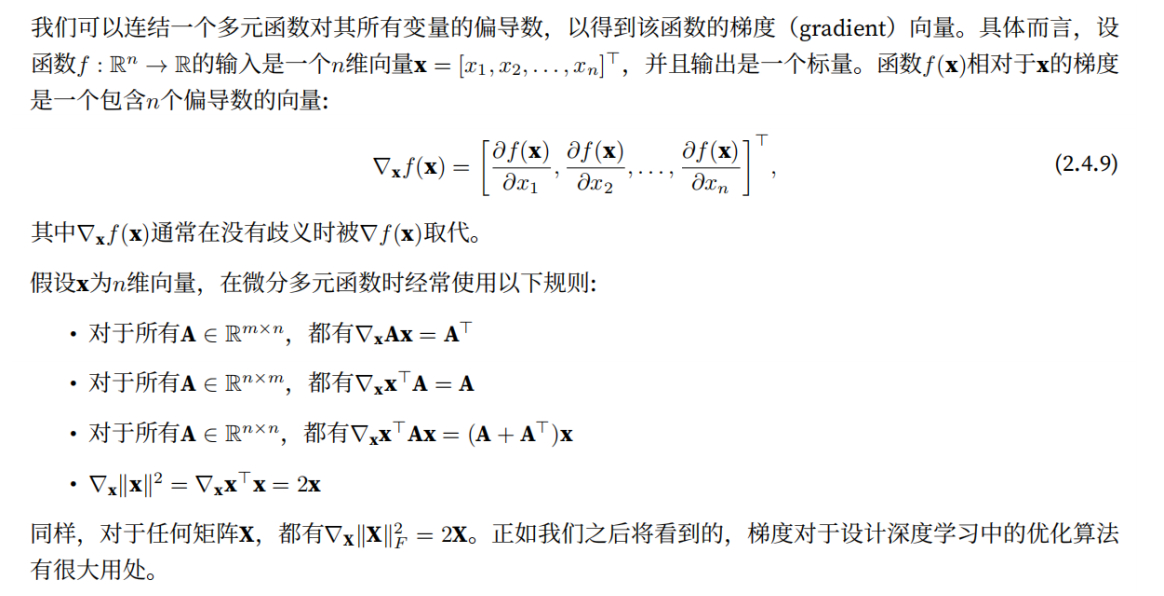 我们可以连结一个多元函数对其所有变量的偏导数，以得到该函数的梯度（gradient）向量。具体而言，设
函数f : ℝⁿ → ℝ的输入是一个n维向量𝐱 = [x₁, x₂, . . . , xₙ]^⊤，并且输出是一个标量。函数f(𝐱)相对于𝐱的梯度
是一个包含n个偏导数的向量:
∇_𝐱 f(𝐱) = [∂f(𝐱)/∂x₁, ∂f(𝐱)/∂x₂, . . . , ∂f(𝐱)/∂xₙ]^⊤, (2.4.9)
其中∇_𝐱 f(𝐱)通常在没有歧义时被∇f(𝐱)取代。
假设𝐱为n维向量，在微分多元函数时经常使用以下规则:
• 对于所有𝐀 ∈ ℝ^{m×n}，都有∇_𝐱 𝐀𝐱 = 𝐀^⊤
• 对于所有𝐀 ∈ ℝ^{n×m}，都有∇_𝐱 𝐱^⊤𝐀 = 𝐀
• 对于所有𝐀 ∈ ℝ^{n×n}，都有∇_𝐱 𝐱^⊤𝐀𝐱 = (𝐀 + 𝐀^⊤)𝐱
• ∇_𝐱 ‖𝐱‖² = ∇_𝐱 𝐱^⊤𝐱 = 2𝐱
同样，对于任何矩阵𝐗，都有∇_𝐗 ‖𝐗‖_F² = 2𝐗。正如我们之后将看到的，梯度对于设计深度学习中的优化算法
有很大用处。